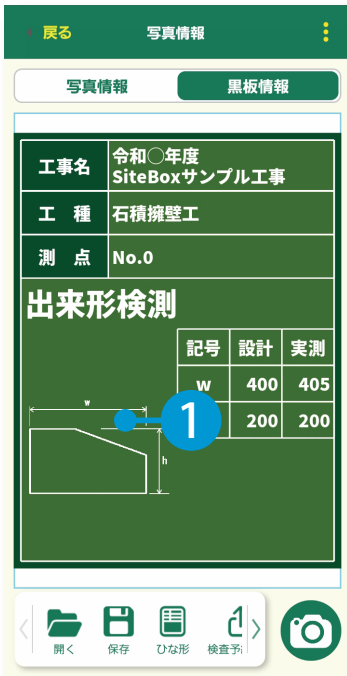 戻る 写真情報
写真情報 黒板情報
工事名 令和〇年度
SiteBoxサンプル工事
工種 石積擁壁工
測点 No.0
出来形検測
記号 設計 実測
w 400 405
200 200
w
h
1
開く 保存 ひな形 検査予